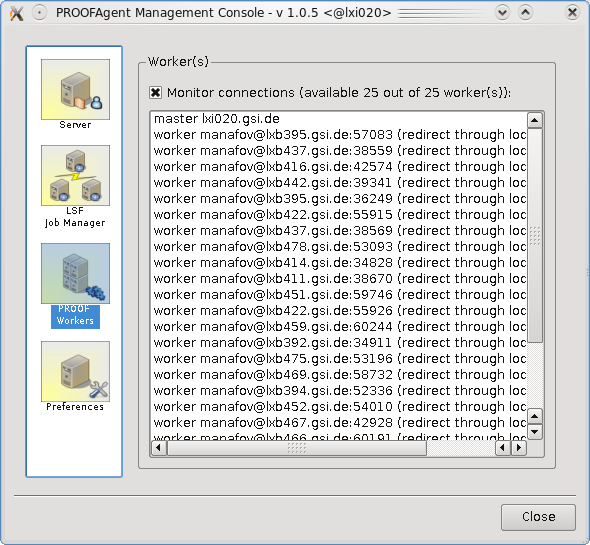 PROOFAgent Management Console - v 1.0.5 <@lxi020>
Server
LSF
Job Manager
PROOF
Workers
Preferences
Worker(s)
Monitor connections (available 25 out of 25 worker(s)):
master lxi020.gsi.de
worker manafov@lxb395.gsi.de:57083 (redirect through loc
worker manafov@lxb437.gsi.de:38559 (redirect through loc
worker manafov@lxb416.gsi.de:42574 (redirect through loc
worker manafov@lxb442.gsi.de:39341 (redirect through loc
worker manafov@lxb395.gsi.de:36249 (redirect through loc
worker manafov@lxb422.gsi.de:55915 (redirect through loc
worker manafov@lxb437.gsi.de:38569 (redirect through loc
worker manafov@lxb478.gsi.de:53093 (redirect through loc
worker manafov@lxb414.gsi.de:34828 (redirect through loc
worker manafov@lxb411.gsi.de:38670 (redirect through loc
worker manafov@lxb451.gsi.de:59746 (redirect through loc
worker manafov@lxb422.gsi.de:55926 (redirect through loc
worker manafov@lxb459.gsi.de:60244 (redirect through loc
worker manafov@lxb392.gsi.de:34911 (redirect through loc
worker manafov@lxb475.gsi.de:53196 (redirect through loc
worker manafov@lxb469.gsi.de:58732 (redirect through loc
worker manafov@lxb394.gsi.de:52336 (redirect through loc
worker manafov@lxb452.gsi.de:54010 (redirect through loc
worker manafov@lxb467.gsi.de:42928 (redirect through loc
worker manafov@lxb466.gsi.de:60191 (redirect through loc
Close